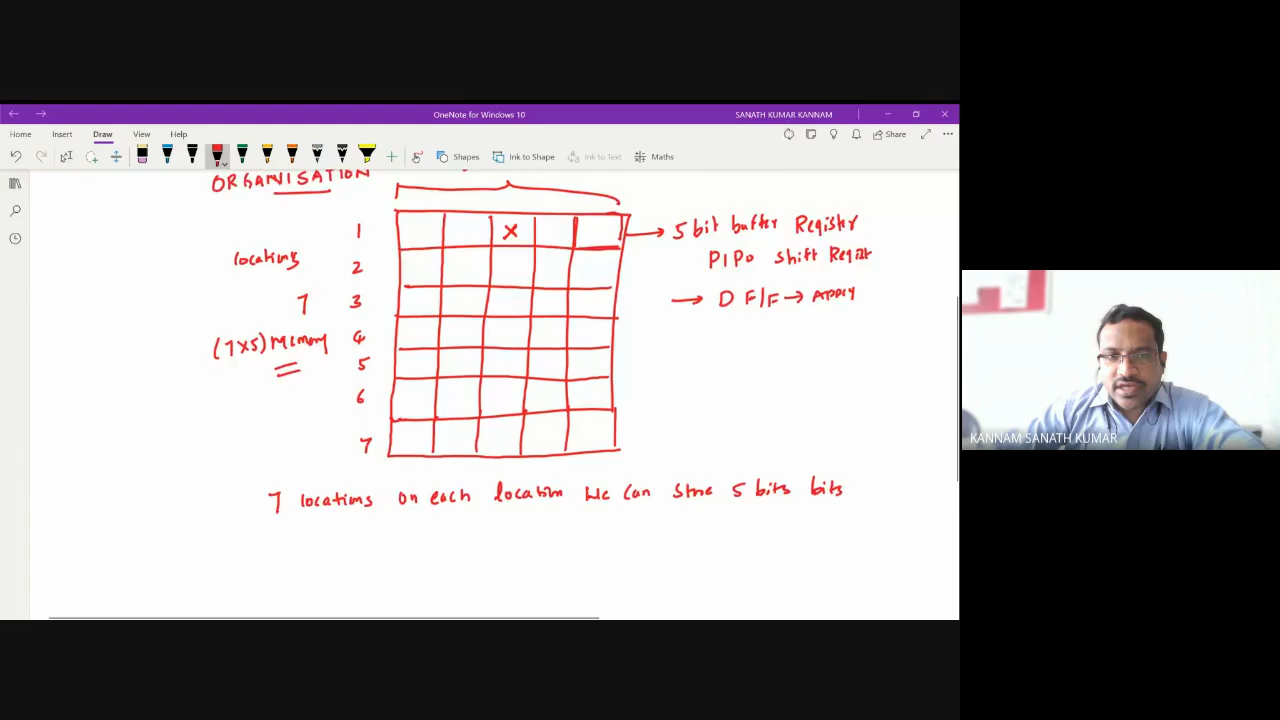 OneNote for Windows 10
SANATH KUMAR KANNAM
Home Insert Draw View Help
Share
Shapes Ink to Shape Ink to Text Maths
ORGANISATION
1
2
3
4
5
6
7
locations
7
(7x5) Memory
X
5 bit buffer Register
PIPO shift Regist
D F/F → Apply
7 locations on each location we can store 5 bits bits
KANNAM SANATH KUMAR